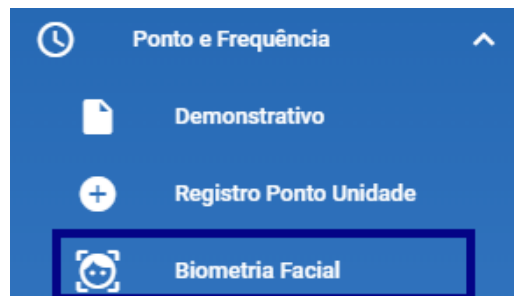 Ponto e Frequência
Demonstrativo
Registro Ponto Unidade
Biometria Facial